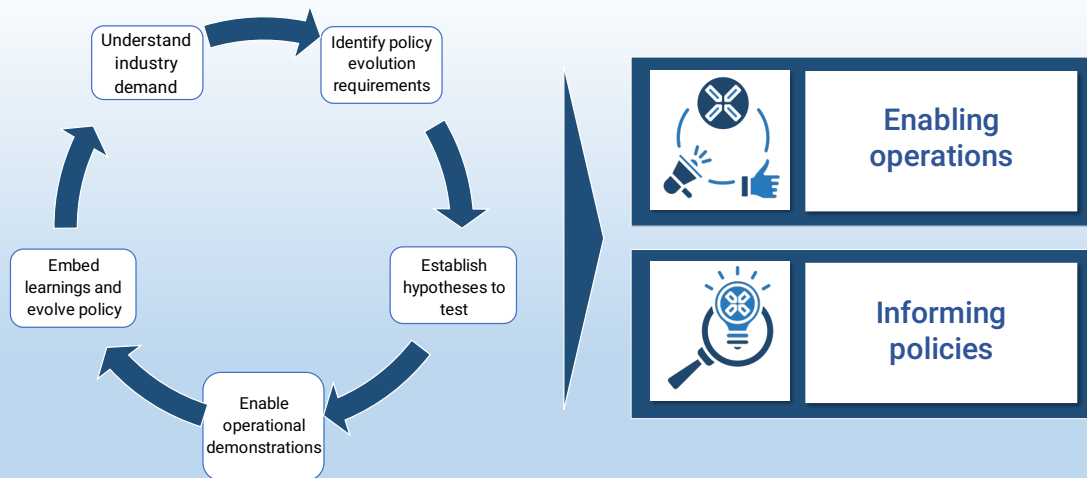 Understand
industry
demand
Identify policy
evolution
requirements
Establish
hypotheses to
test
Enable
operational
demonstrations
Embed
learnings and
evolve policy
Enabling
operations
Informing
policies